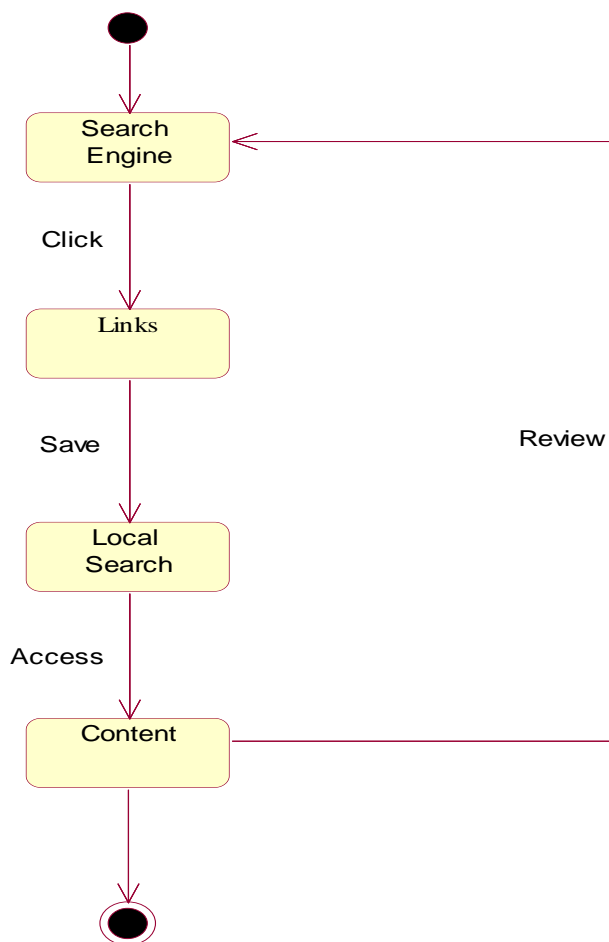 Search
Engine
Click
Links
Save
Review
Local
Search
Access
Content